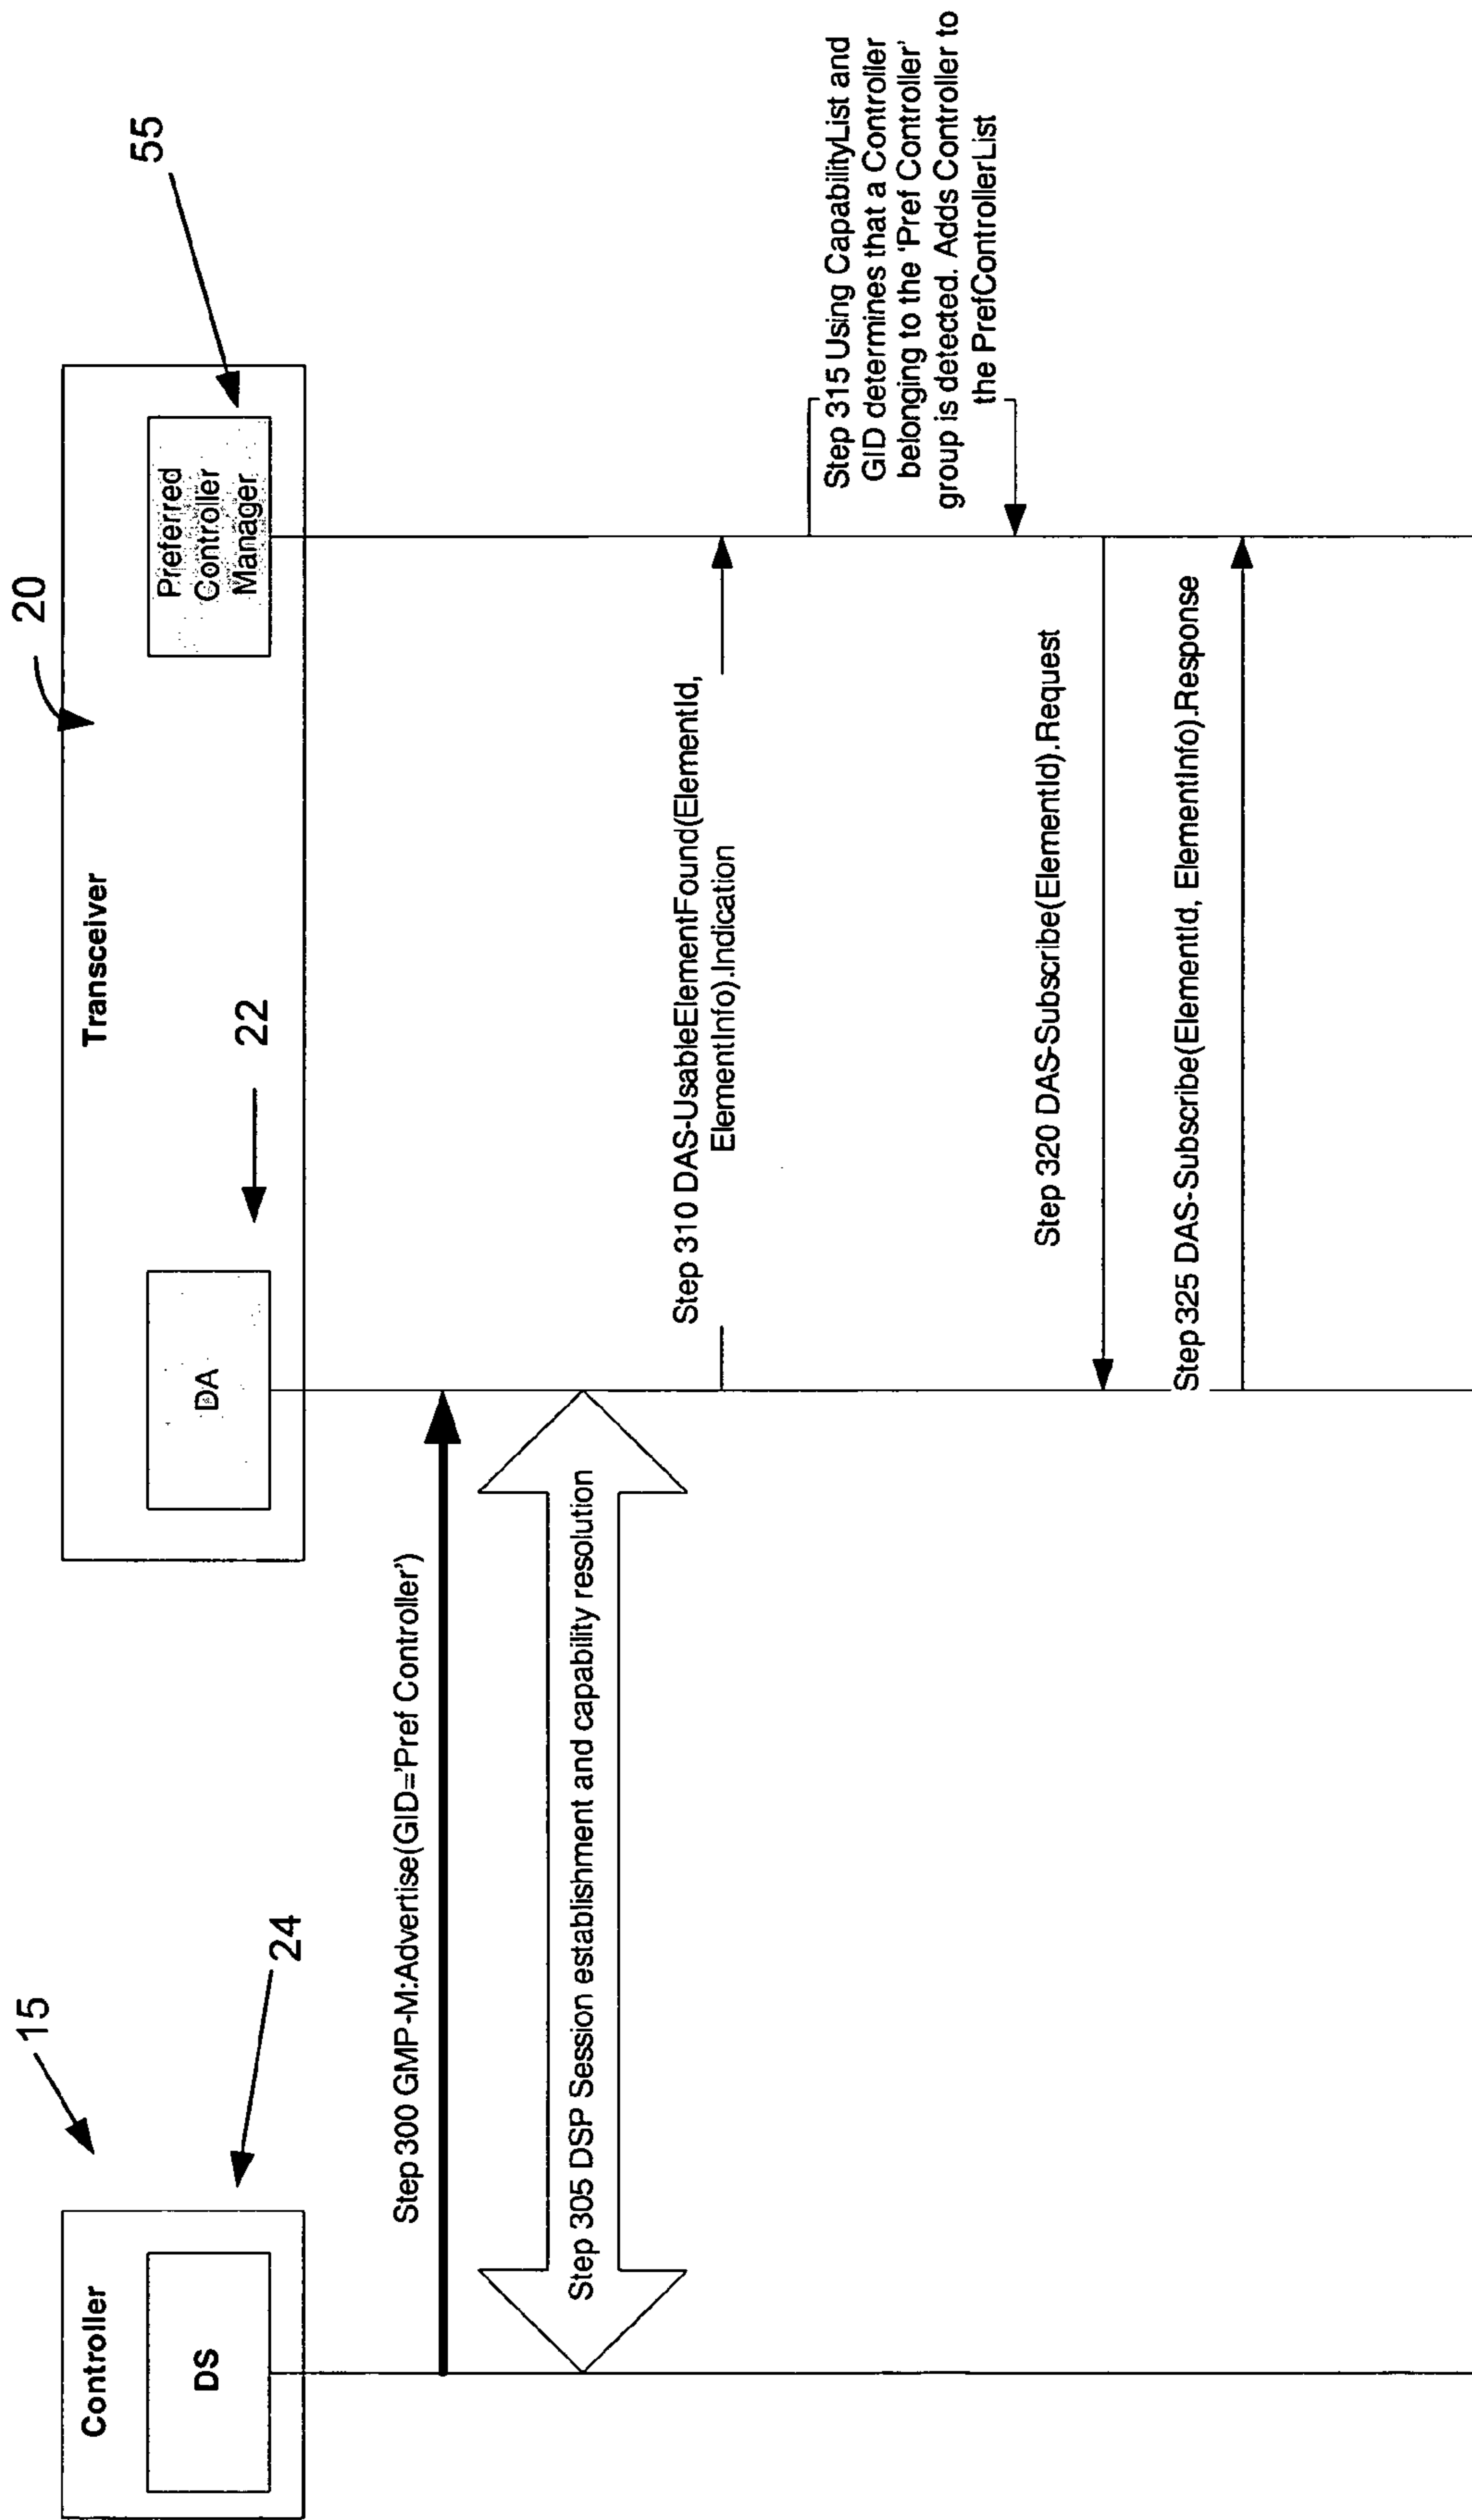 15
Controller
DS
24
20
Transceiver
DA
22
Preferred
Controller
Manager
55
Step 300 GMP-M:Advertise(GID='Pref Controller')
Step 305 DSP Session establishment and capability resolution
Step 310 DAS-UsableElementFound(ElementId,
ElementInfo).Indication
Step 315 Using CapabilityList and
GID determines that a Controller
belonging to the 'Pref Controller'
group is detected. Adds Controller to
the PrefControllerList
Step 320 DAS-Subscribe(ElementId).Request
Step 325 DAS-Subscribe(ElementId, ElementInfo).Response